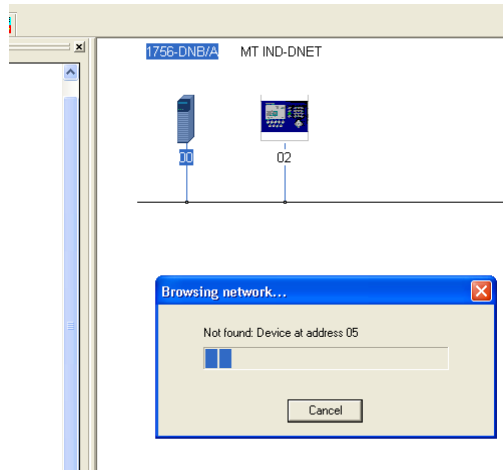 1756-DNB/A MT IND-DNET
00 02
Browsing network...
Not found: Device at address 05
Cancel